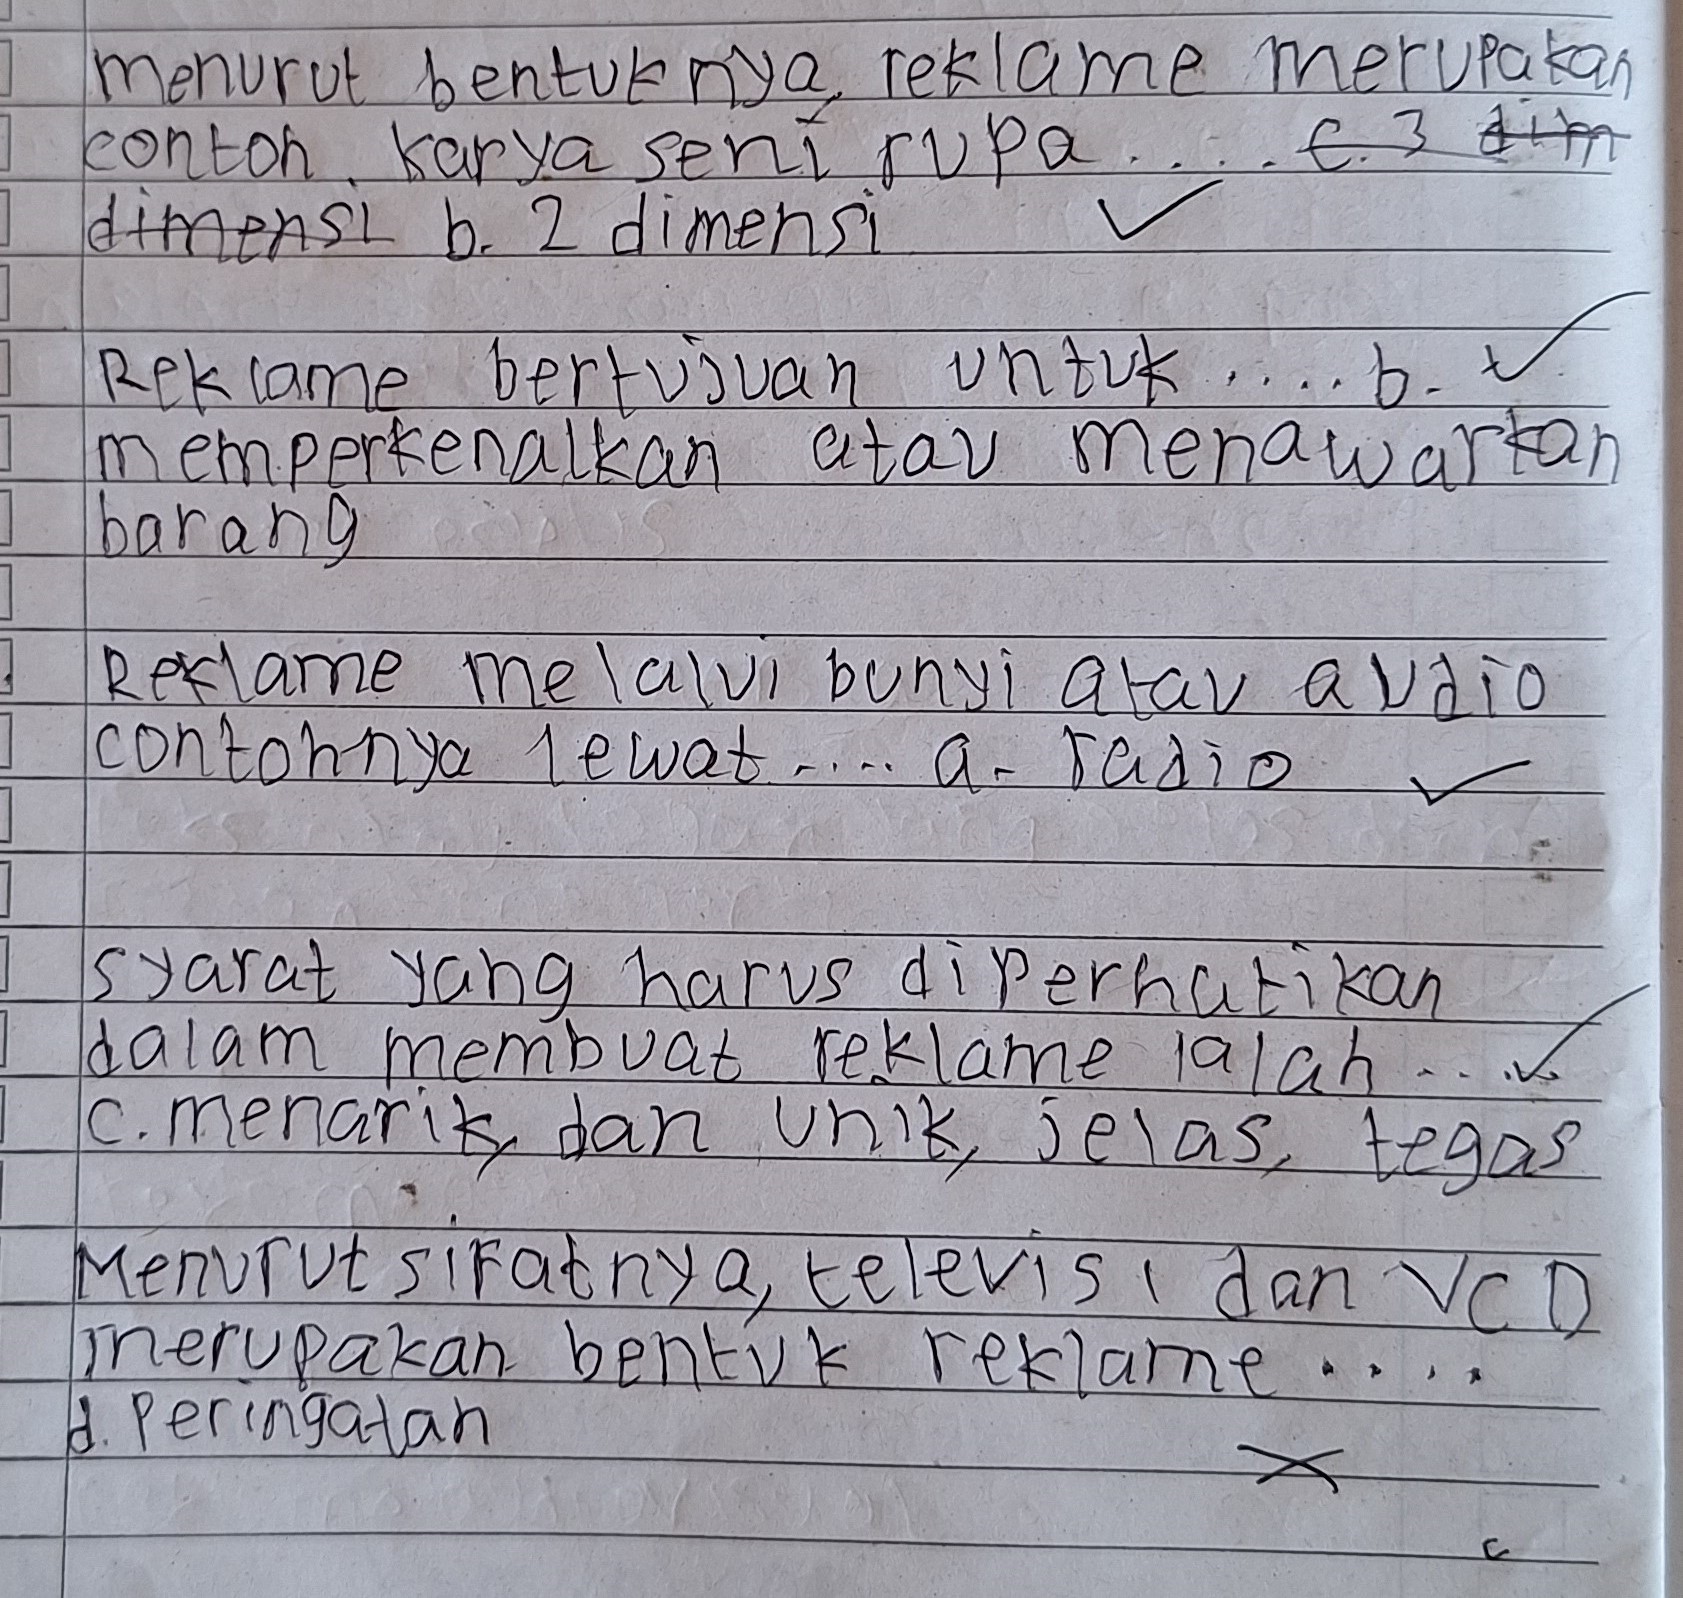 menurut bentuknya, reklame merupakan
contoh karya seni rupa ..... c. 3 dim
dimensi b. 2 dimensi
Reklame bertujuan untuk .... b.
memperkenalkan atau menawarkan
barang
Reklame melalui bunyi atau audio
contohnya lewat .... a. radio
syarat yang harus diperhatikan
dalam membuat reklame ialah ....
c. menarik, dan unik, jelas, tegas
Menurut sifatnya, televisi dan VCD
merupakan bentuk reklame ....
d. Peringatan
c